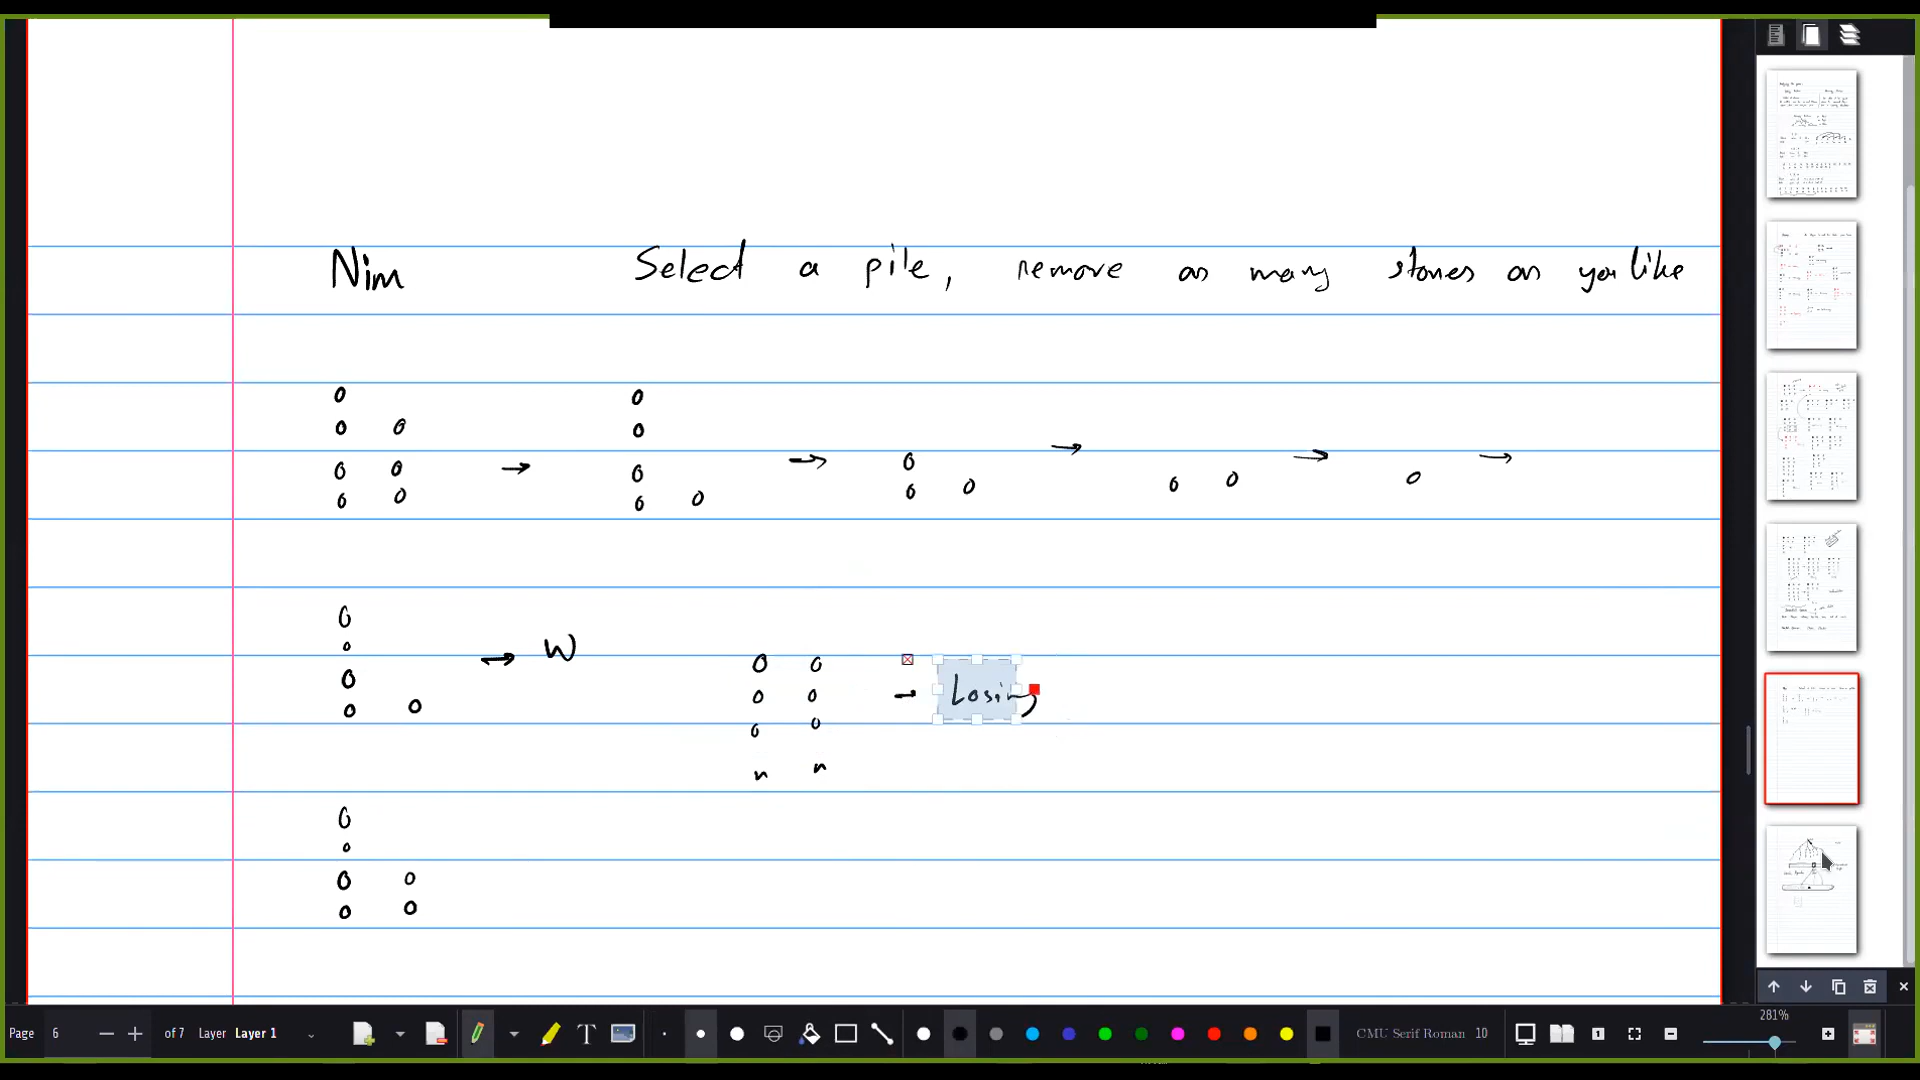 Nim Select a pile, remove as many stones as you like
→ W
n n → Losing
Page 6 of 7 Layer Layer 1 CMU Serif Roman 10 281%